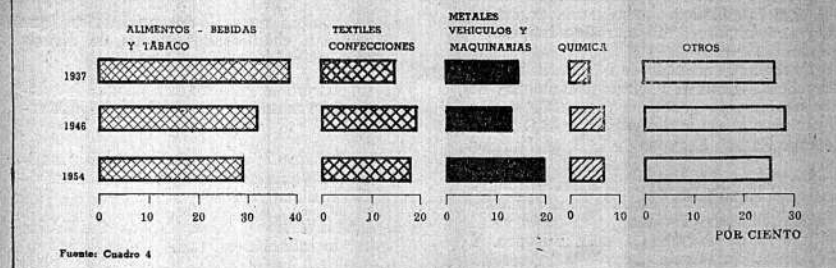 ALIMENTOS - BEBIDAS
Y TABACO
TEXTILES
CONFECCIONES
METALES
VEHICULOS Y
MAQUINARIAS
QUIMICA
OTROS
1937
1946
1954
0 10 20 30 40
0 10 20
0 10 20
0 10
0 10 20 30
POR CIENTO
Fuente: Cuadro 4